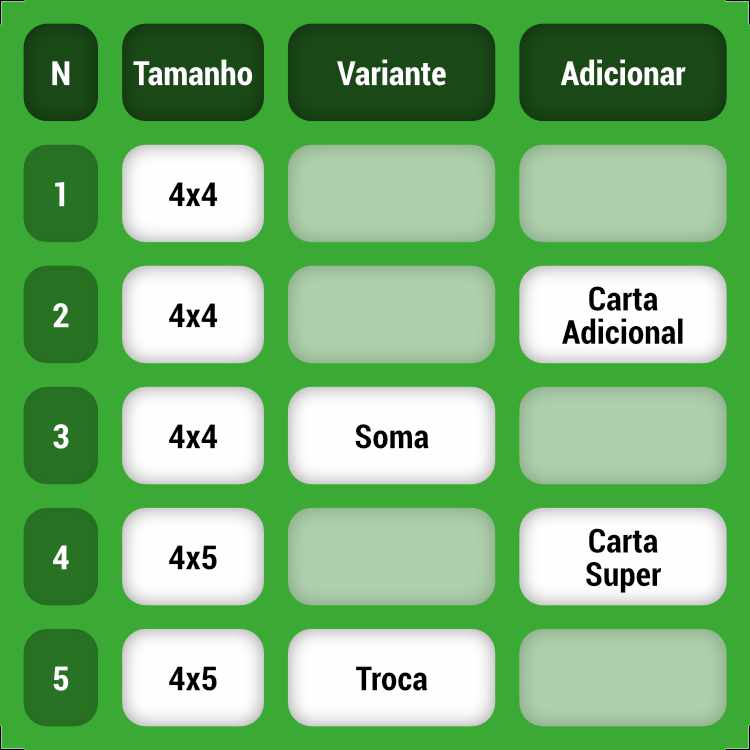 N Tamanho Variante Adicionar
1 4x4
2 4x4 Carta Adicional
3 4x4 Soma
4 4x5 Carta Super
5 4x5 Troca